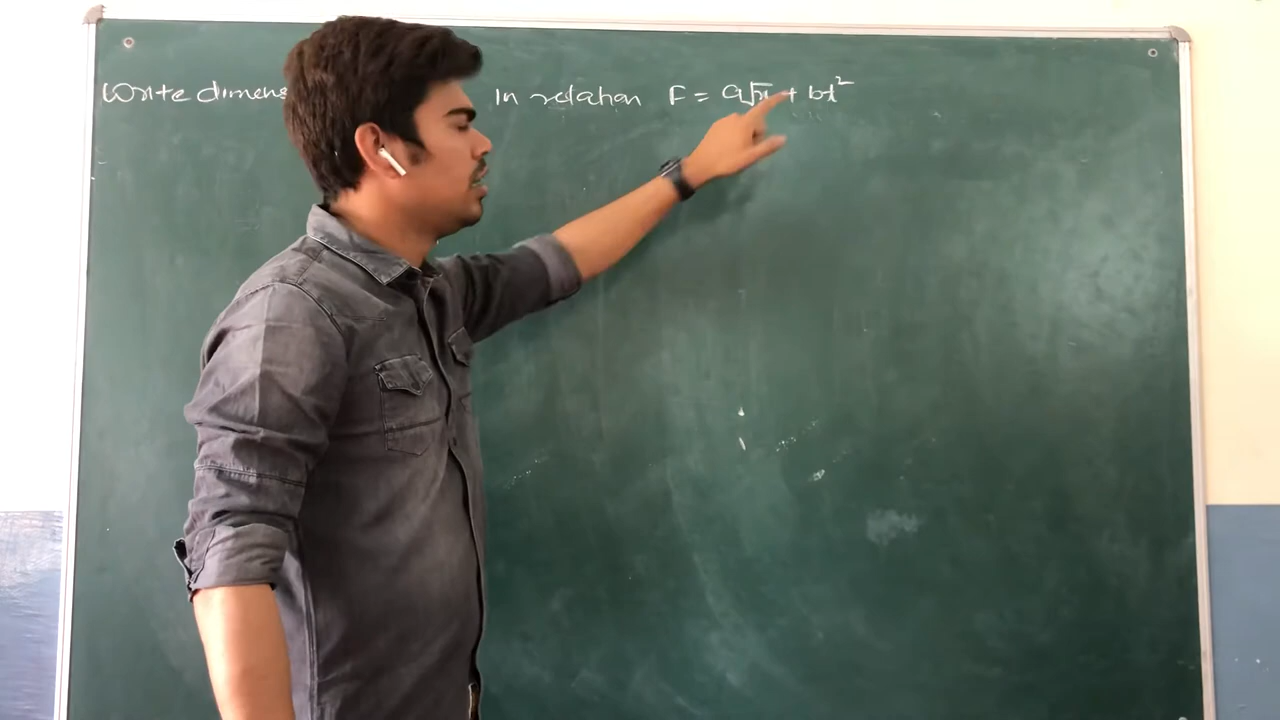 Write dimens In relation F = a√x + bt²